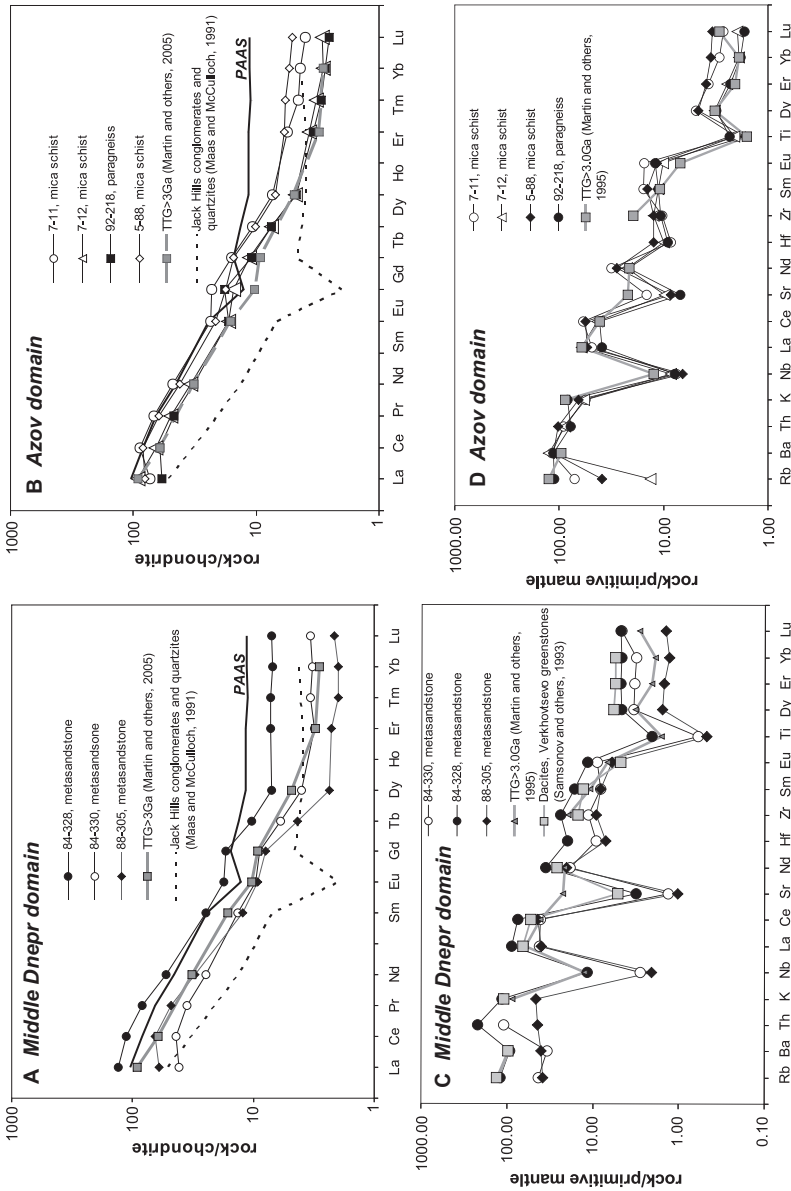 A Middle Dnepr domain
1000
100
10
1
rock/chondrite
84-328, metasandstone
84-330, metasandsone
88-305, metasandstone
TTG>3Ga (Martin and others, 2005)
Jack Hills conglomerates and quartzites
(Maas and McCulloch, 1991)
PAAS
La Ce Pr Nd Sm Eu Gd Tb Dy Ho Er Tm Yb Lu
B Azov domain
1000
100
10
1
rock/chondrite
7-11, mica schist
7-12, mica schist
92-218, paragneiss
5-88, mica schist
TTG>3Ga (Martin and others, 2005)
Jack Hills conglomerates and
quartzites (Maas and McCulloch, 1991)
PAAS
La Ce Pr Nd Sm Eu Gd Tb Dy Ho Er Tm Yb Lu
C Middle Dnepr domain
1000.00
100.00
10.00
1.00
0.10
rock/primitive mantle
84-330, metasandstone
84-328, metasandstone
88-305, metasandstone
TTG>3.0Ga (Martin and others,
1995)
Dacites, Verkhovtsevo greenstones
(Samsonov and others, 1993)
Rb Ba Th K Nb La Ce Sr Nd Hf Zr Sm Eu Ti Dy Er Yb Lu
D Azov domain
1000.00
100.00
10.00
1.00
rock/primitive mantle
7-11, mica schist
7-12, mica schist
5-88, mica schist
92-218, paragneiss
TTG>3.0Ga (Martin and others,
1995)
Rb Ba Th K Nb La Ce Sr Nd Hf Zr Sm Eu Ti Dy Er Yb Lu